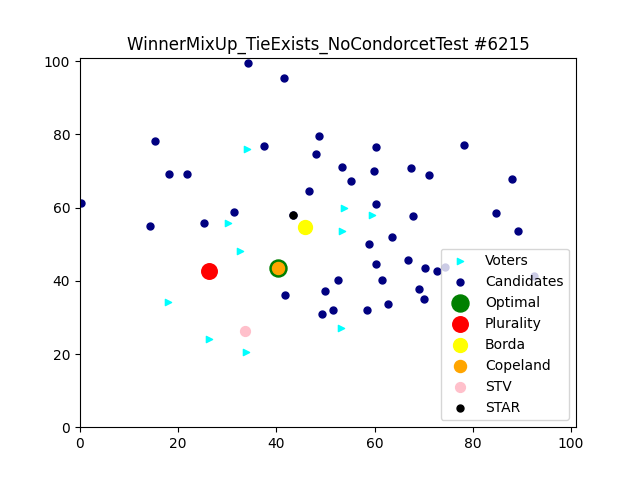 WinnerMixUp_TieExists_NoCondorcetTest #6215
100
80
60
40
20
0
0
20
40
60
80
100
Voters
Candidates
Optimal
Plurality
Borda
Copeland
STV
STAR